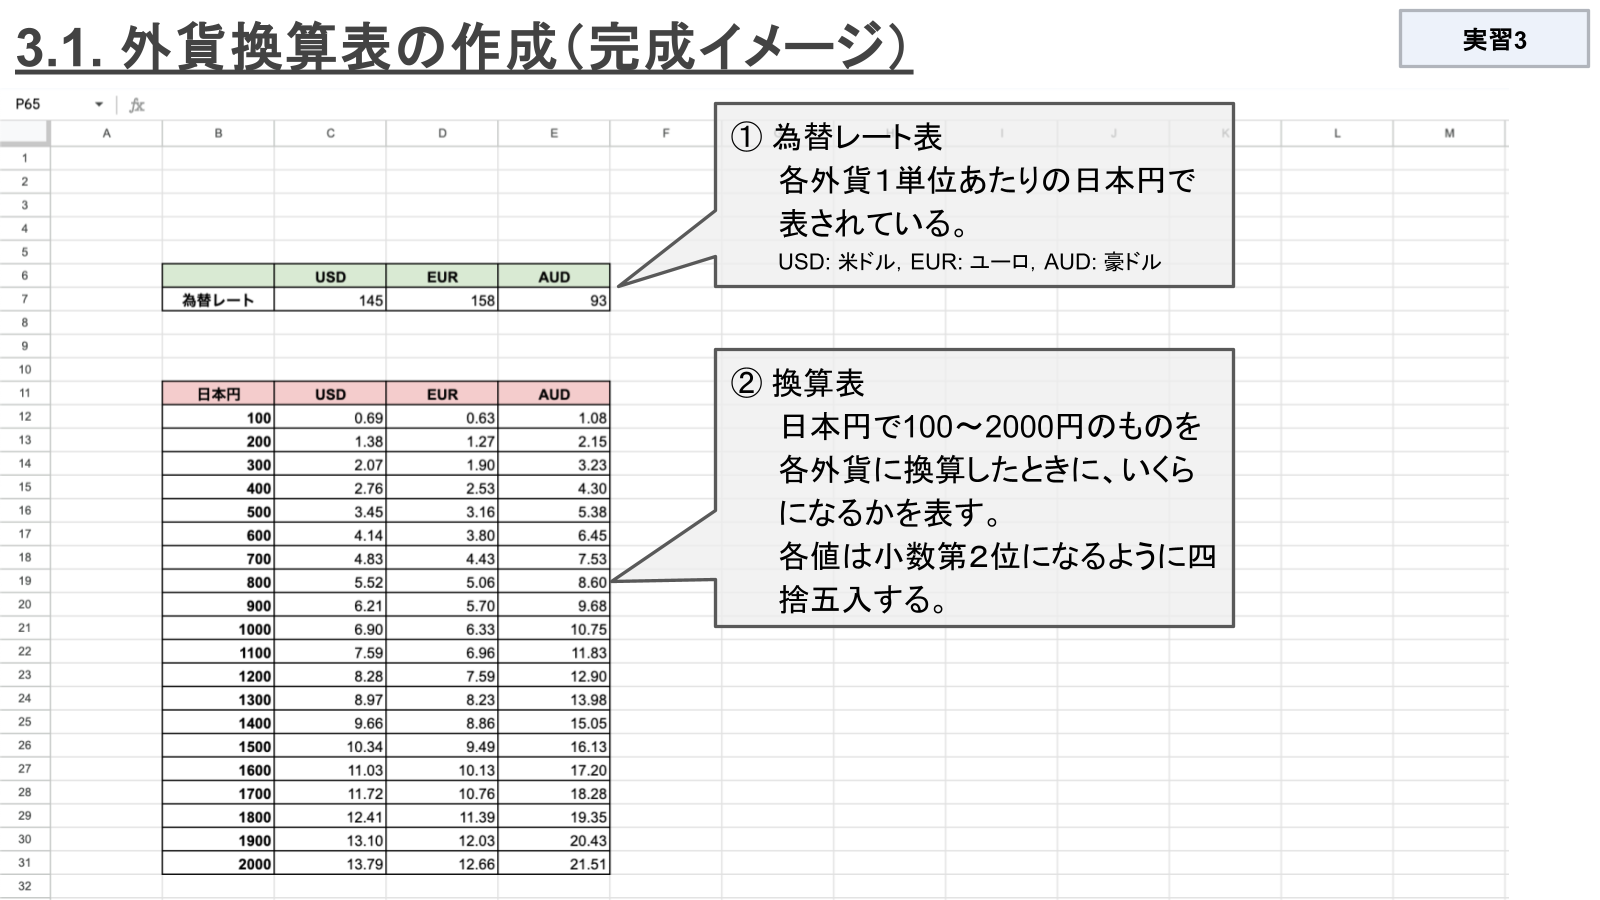 3.1. 外貨換算表の作成（完成イメージ）
実習3
P65 fx
A B C D E F I J K L M
1
2
3
4
5
6 USD EUR AUD
7 為替レート 145 158 93
8
9
10
11 日本円 USD EUR AUD
12 100 0.69 0.63 1.08
13 200 1.38 1.27 2.15
14 300 2.07 1.90 3.23
15 400 2.76 2.53 4.30
16 500 3.45 3.16 5.38
17 600 4.14 3.80 6.45
18 700 4.83 4.43 7.53
19 800 5.52 5.06 8.60
20 900 6.21 5.70 9.68
21 1000 6.90 6.33 10.75
22 1100 7.59 6.96 11.83
23 1200 8.28 7.59 12.90
24 1300 8.97 8.23 13.98
25 1400 9.66 8.86 15.05
26 1500 10.34 9.49 16.13
27 1600 11.03 10.13 17.20
28 1700 11.72 10.76 18.28
29 1800 12.41 11.39 19.35
30 1900 13.10 12.03 20.43
31 2000 13.79 12.66 21.51
32
① 為替レート表
各外貨１単位あたりの日本円で
表されている。
USD: 米ドル, EUR: ユーロ, AUD: 豪ドル
② 換算表
日本円で100～2000円のものを
各外貨に換算したときに、いくら
になるかを表す。
各値は小数第２位になるように四
捨五入する。